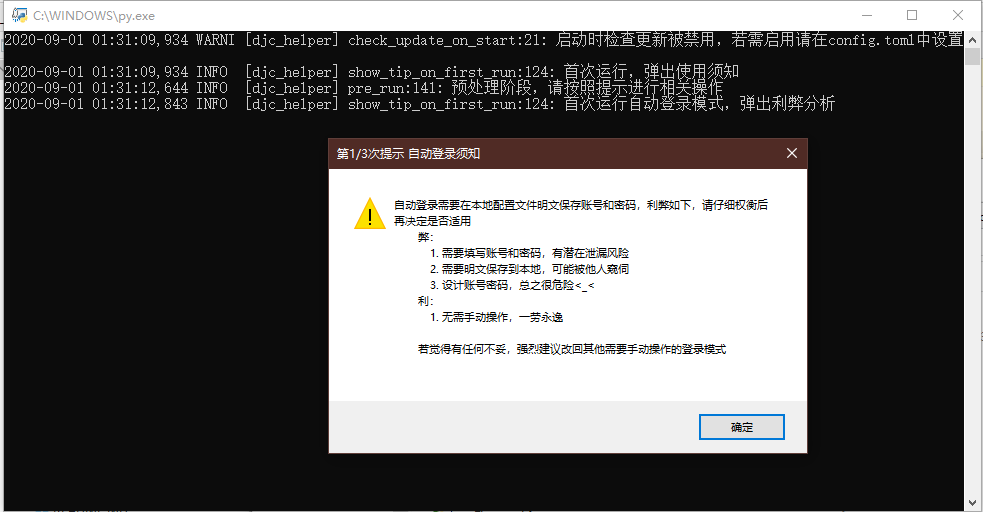 C:\WINDOWS\py.exe
2020-09-01 01:31:09,934 WARNI [djc_helper] check_update_on_start:21: 启动时检查更新被禁用，若需启用请在config.toml中设置
2020-09-01 01:31:09,934 INFO  [djc_helper] show_tip_on_first_run:124: 首次运行，弹出使用须知
2020-09-01 01:31:12,644 INFO  [djc_helper] pre_run:141: 预处理阶段，请按照提示进行相关操作
2020-09-01 01:31:12,843 INFO  [djc_helper] show_tip_on_first_run:124: 首次运行自动登录模式，弹出利弊分析
第1/3次提示 自动登录须知
自动登录需要在本地配置文件明文保存账号和密码，利弊如下，请仔细权衡后
再决定是否适用
弊：
1. 需要填写账号和密码，有潜在泄漏风险
2. 需要明文保存到本地，可能被他人窥伺
3. 设计账号密码，总之很危险<_<
利：
1. 无需手动操作，一劳永逸
若觉得有任何不妥，强烈建议改回其他需要手动操作的登录模式
确定